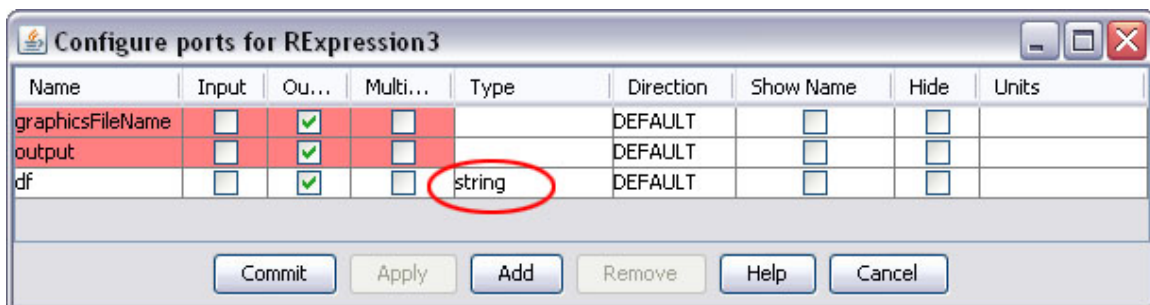 Configure ports for RExpression3
Name Input Ou... Multi... Type Direction Show Name Hide Units
graphicsFileName DEFAULT
output DEFAULT
df string DEFAULT
Commit Apply Add Remove Help Cancel